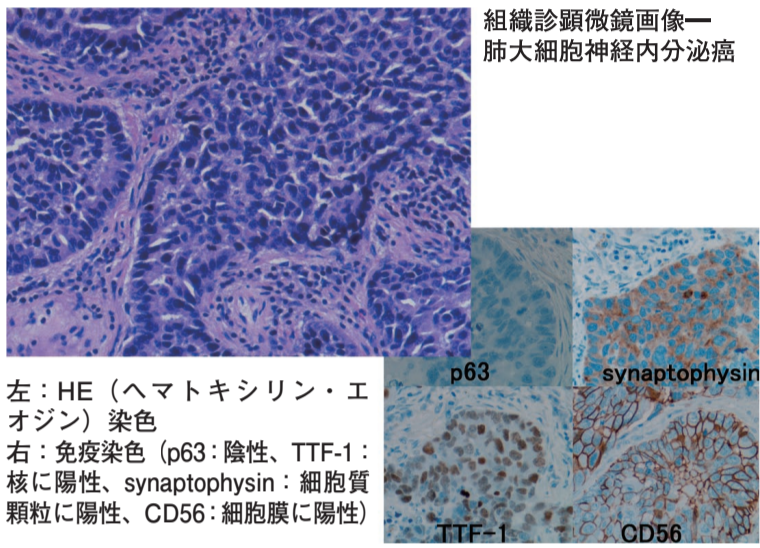 組織診顕微鏡画像―
肺大細胞神経内分泌癌
p63
synaptophysin
TTF-1
CD56
左：HE（ヘマトキシリン・エ
オジン）染色
右：免疫染色（p63：陰性、TTF-1：
核に陽性、synaptophysin：細胞質
顆粒に陽性、CD56：細胞膜に陽性）